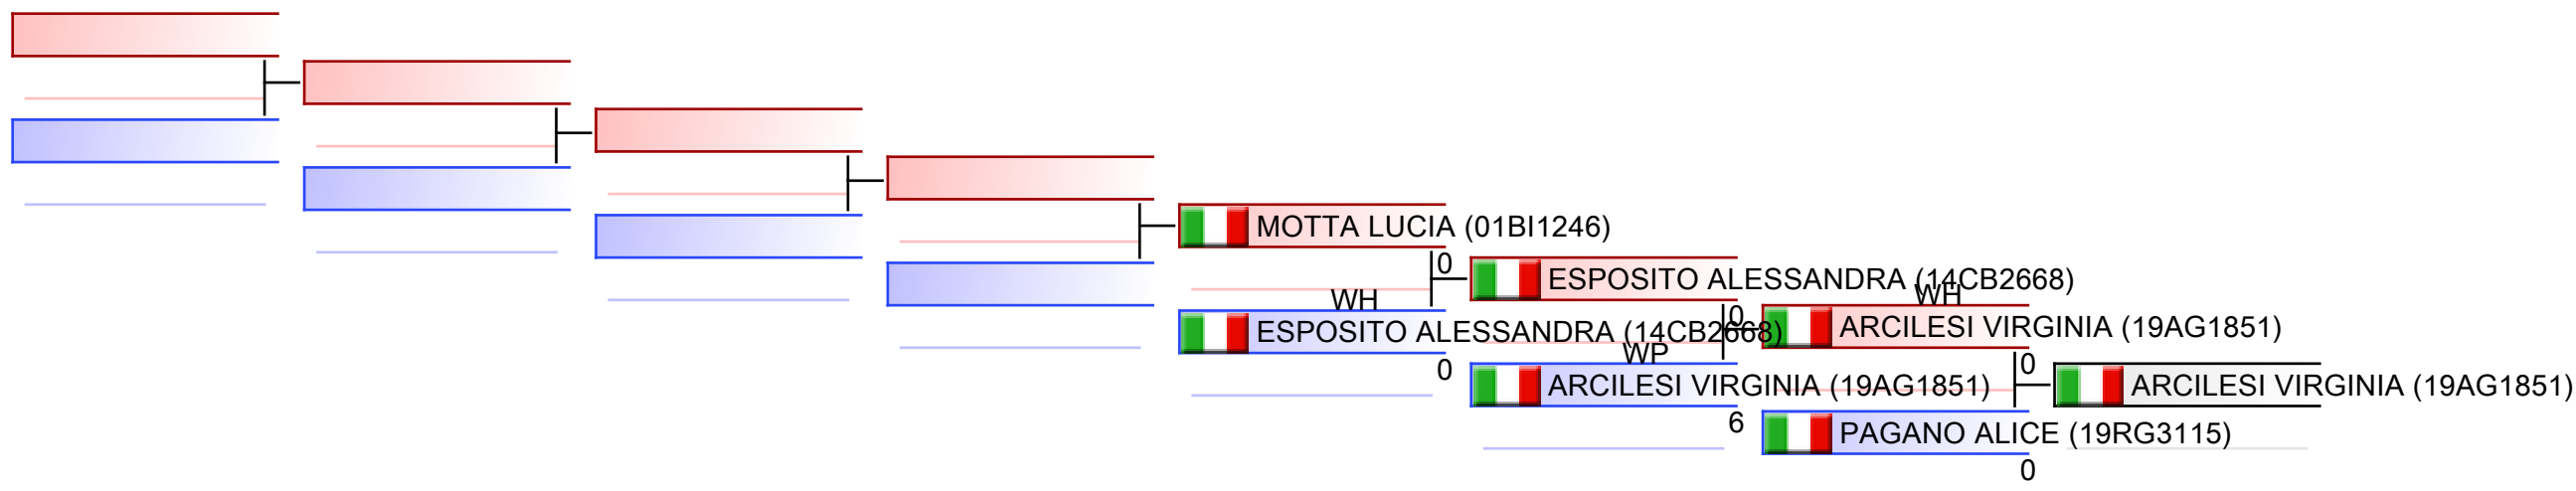 MOTTA LUCIA (01BI1246)
0
WH
ESPOSITO ALESSANDRA (14CB2668)
0
ESPOSITO ALESSANDRA (14CB2668)
0
WP
ARCILESI VIRGINIA (19AG1851)
6
WH
ARCILESI VIRGINIA (19AG1851)
0
PAGANO ALICE (19RG3115)
0
ARCILESI VIRGINIA (19AG1851)